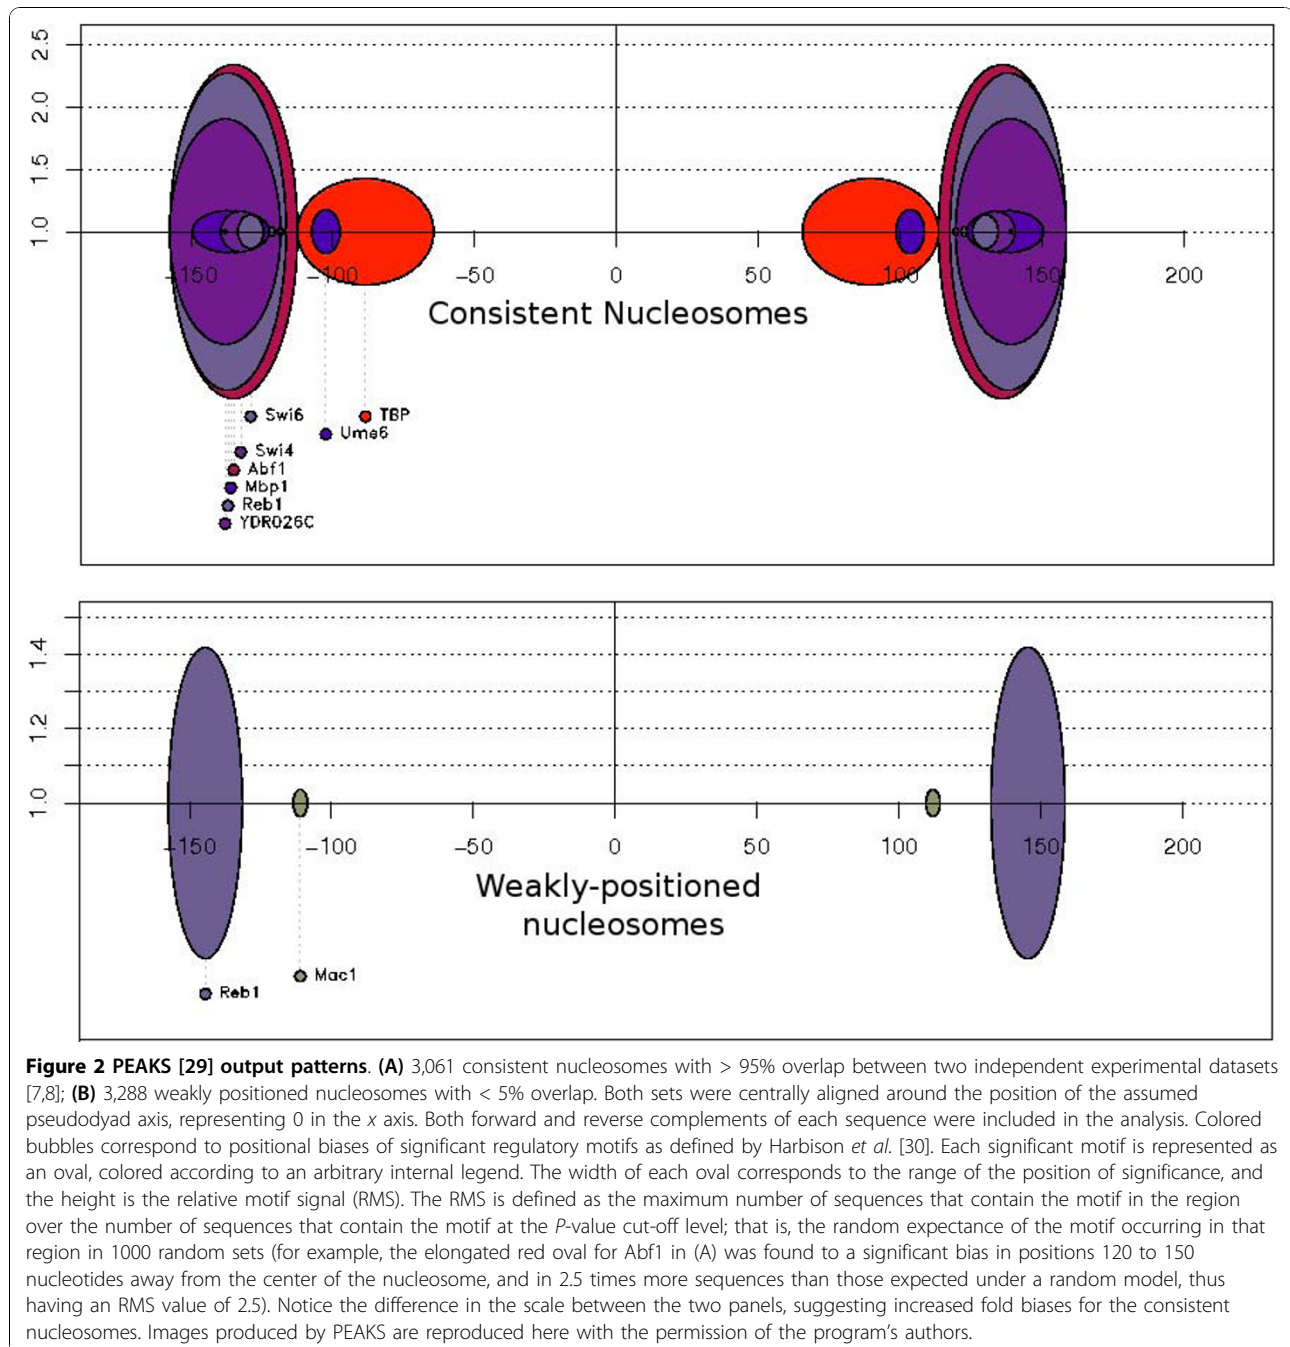 2.5
2.0
1.5
1.0
-150 -100 -50 0 50 100 150 200
Consistent Nucleosomes
Swi6 TBP
Ume6
Swi4
Abf1
Mbp1
Reb1
YDR026C
1.4
1.2
1.0
-150 -100 -50 0 50 100 150 200
Weakly-positioned
nucleosomes
Mac1
Reb1
Figure 2 PEAKS [29] output patterns. (A) 3,061 consistent nucleosomes with > 95% overlap between two independent experimental datasets
[7,8]; (B) 3,288 weakly positioned nucleosomes with < 5% overlap. Both sets were centrally aligned around the position of the assumed
pseudodyad axis, representing 0 in the x axis. Both forward and reverse complements of each sequence were included in the analysis. Colored
bubbles correspond to positional biases of significant regulatory motifs as defined by Harbison et al. [30]. Each significant motif is represented as
an oval, colored according to an arbitrary internal legend. The width of each oval corresponds to the range of the position of significance, and
the height is the relative motif signal (RMS). The RMS is defined as the maximum number of sequences that contain the motif in the region
over the number of sequences that contain the motif at the P-value cut-off level; that is, the random expectance of the motif occurring in that
region in 1000 random sets (for example, the elongated red oval for Abf1 in (A) was found to a significant bias in positions 120 to 150
nucleotides away from the center of the nucleosome, and in 2.5 times more sequences than those expected under a random model, thus
having an RMS value of 2.5). Notice the difference in the scale between the two panels, suggesting increased fold biases for the consistent
nucleosomes. Images produced by PEAKS are reproduced here with the permission of the program's authors.